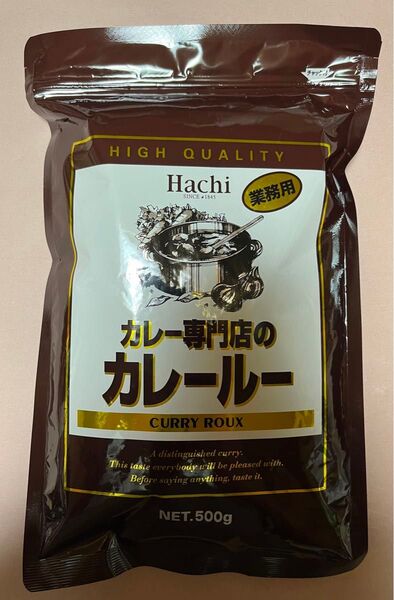 HIGH QUALITY
Hachi
SINCE 1845
業務用
カレー専門店の
カレールー
CURRY ROUX
A distinguished curry.
This taste everybody will be pleased with.
Before saying anything, taste it.
NET.500g